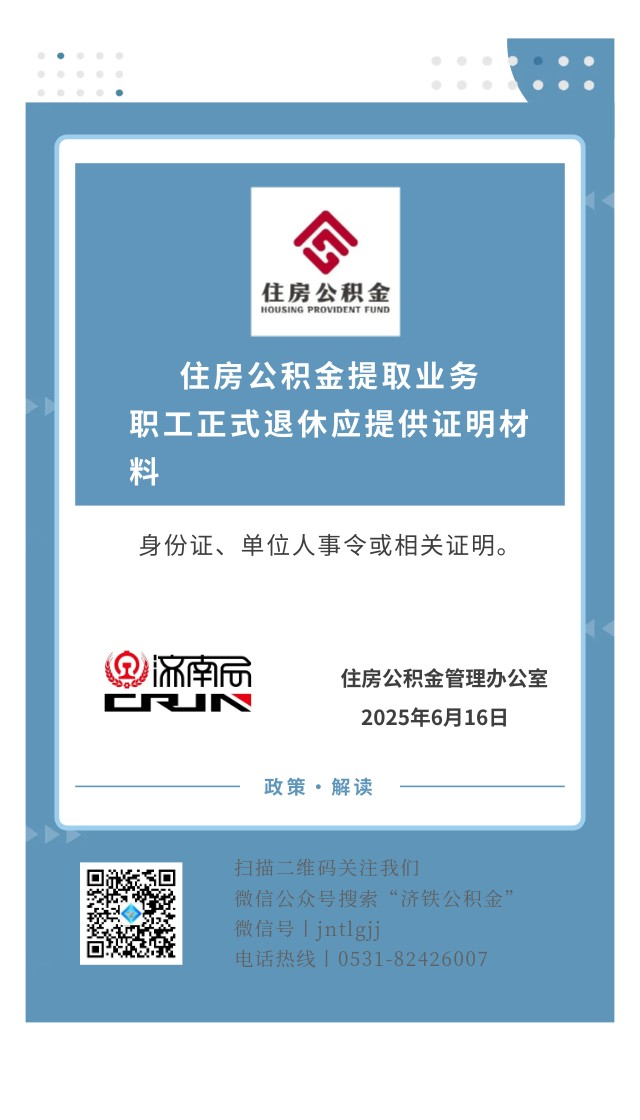 住房公积金
HOUSING PROVIDENT FUND
住房公积金提取业务
职工正式退休应提供证明材
料
身份证、单位人事令或相关证明。
济南局
CRJN
住房公积金管理办公室
2025年6月16日
政策·解读
扫描二维码关注我们
微信公众号搜索“济铁公积金”
微信号丨jntlgjj
电话热线丨0531-82426007